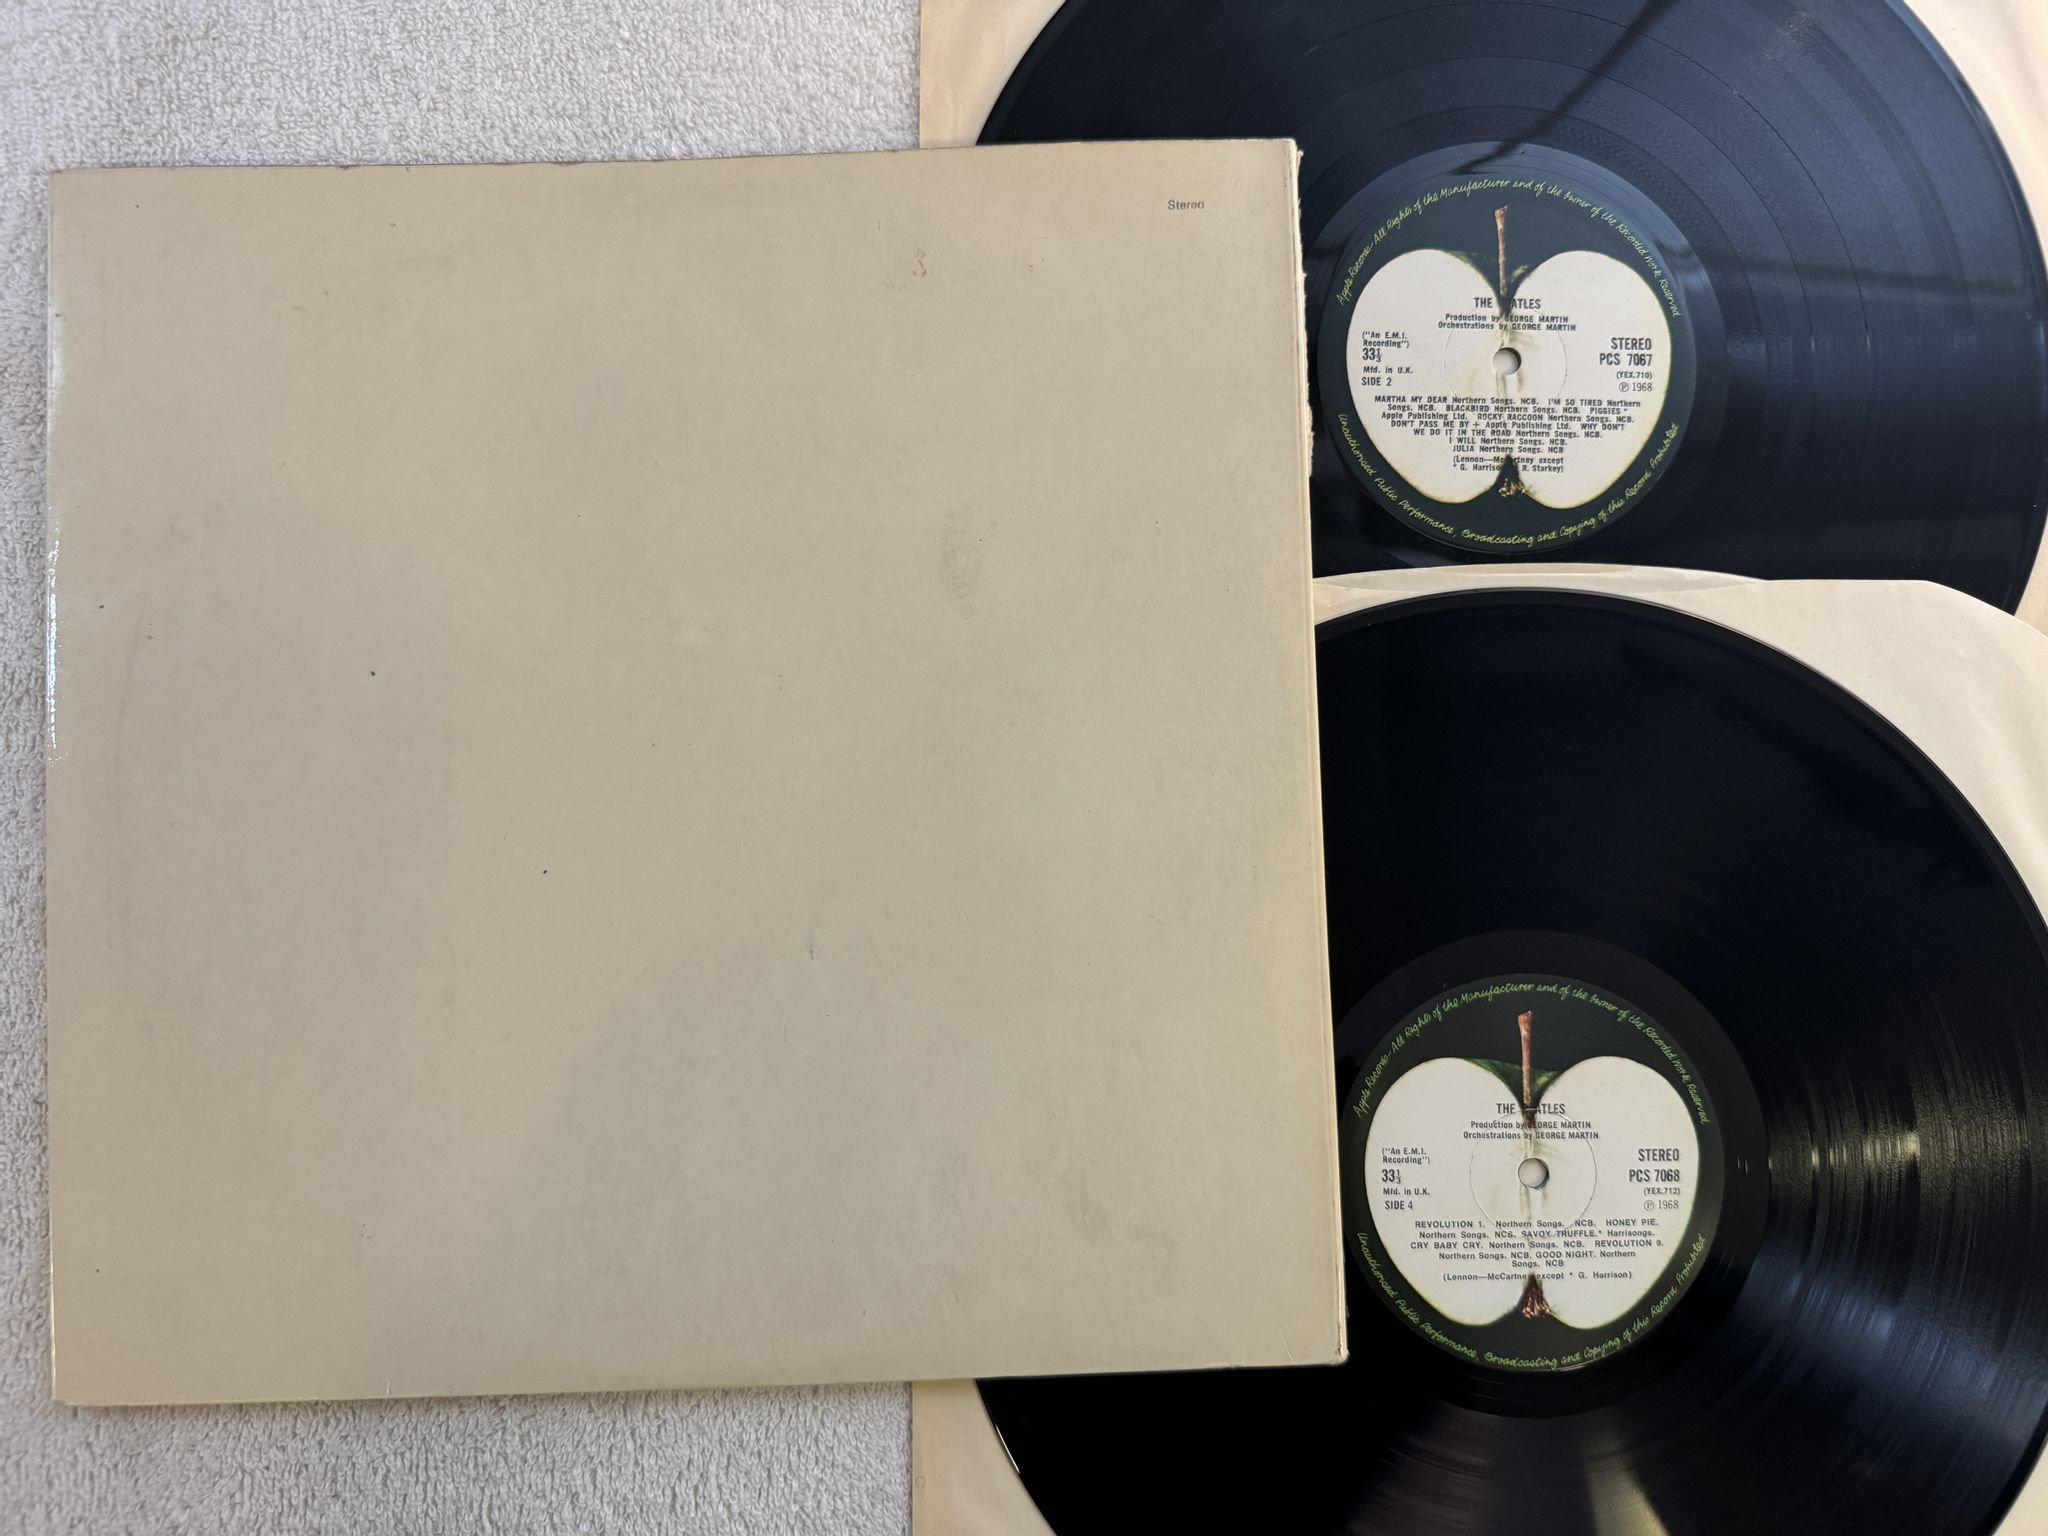 Stereo
Apple Records-All Rights of the Manufacturer and of the Owner of the Recorded Work Reserved
THE ATLES
Production by GEORGE MARTIN
Orchestrations by GEORGE MARTIN
("An E.M.I.
Recording")
33⅓
Mfd. in U.K.
SIDE 2
STEREO
PCS 7067
(YEX.710)
Ⓟ 1968
MARTHA MY DEAR Northern Songs. NCB. I'M SO TIRED Northern
Songs. NCB. BLACKBIRD Northern Songs. NCB. PIGGIES *
Apple Publishing Ltd. ROCKY RACCOON Northern Songs. NCB.
DON'T PASS ME BY + Apple Publishing Ltd. WHY DON'T
WE DO IT IN THE ROAD Northern Songs. NCB.
I WILL Northern Songs. NCB.
JULIA Northern Songs. NCB
(Lennon—McCartney except
* G. Harrison R. Starkey)
Unauthorised Public Performance, Broadcasting and Copying of this Record Prohibited
Apple Records-All Rights of the Manufacturer and of the Owner of the Recorded Work Reserved
THE ATLES
Production by GEORGE MARTIN
Orchestrations by GEORGE MARTIN
("An E.M.I.
Recording")
33⅓
Mfd. in U.K.
SIDE 4
STEREO
PCS 7068
(YEX.712)
Ⓟ 1968
REVOLUTION 1. Northern Songs. NCB. HONEY PIE.
Northern Songs. NCB. SAVOY TRUFFLE.* Harrisongs.
CRY BABY CRY. Northern Songs. NCB. REVOLUTION 9.
Northern Songs. NCB. GOOD NIGHT. Northern
Songs. NCB
(Lennon—McCartney except * G. Harrison)
Unauthorised Public Performance, Broadcasting and Copying of this Record Prohibited